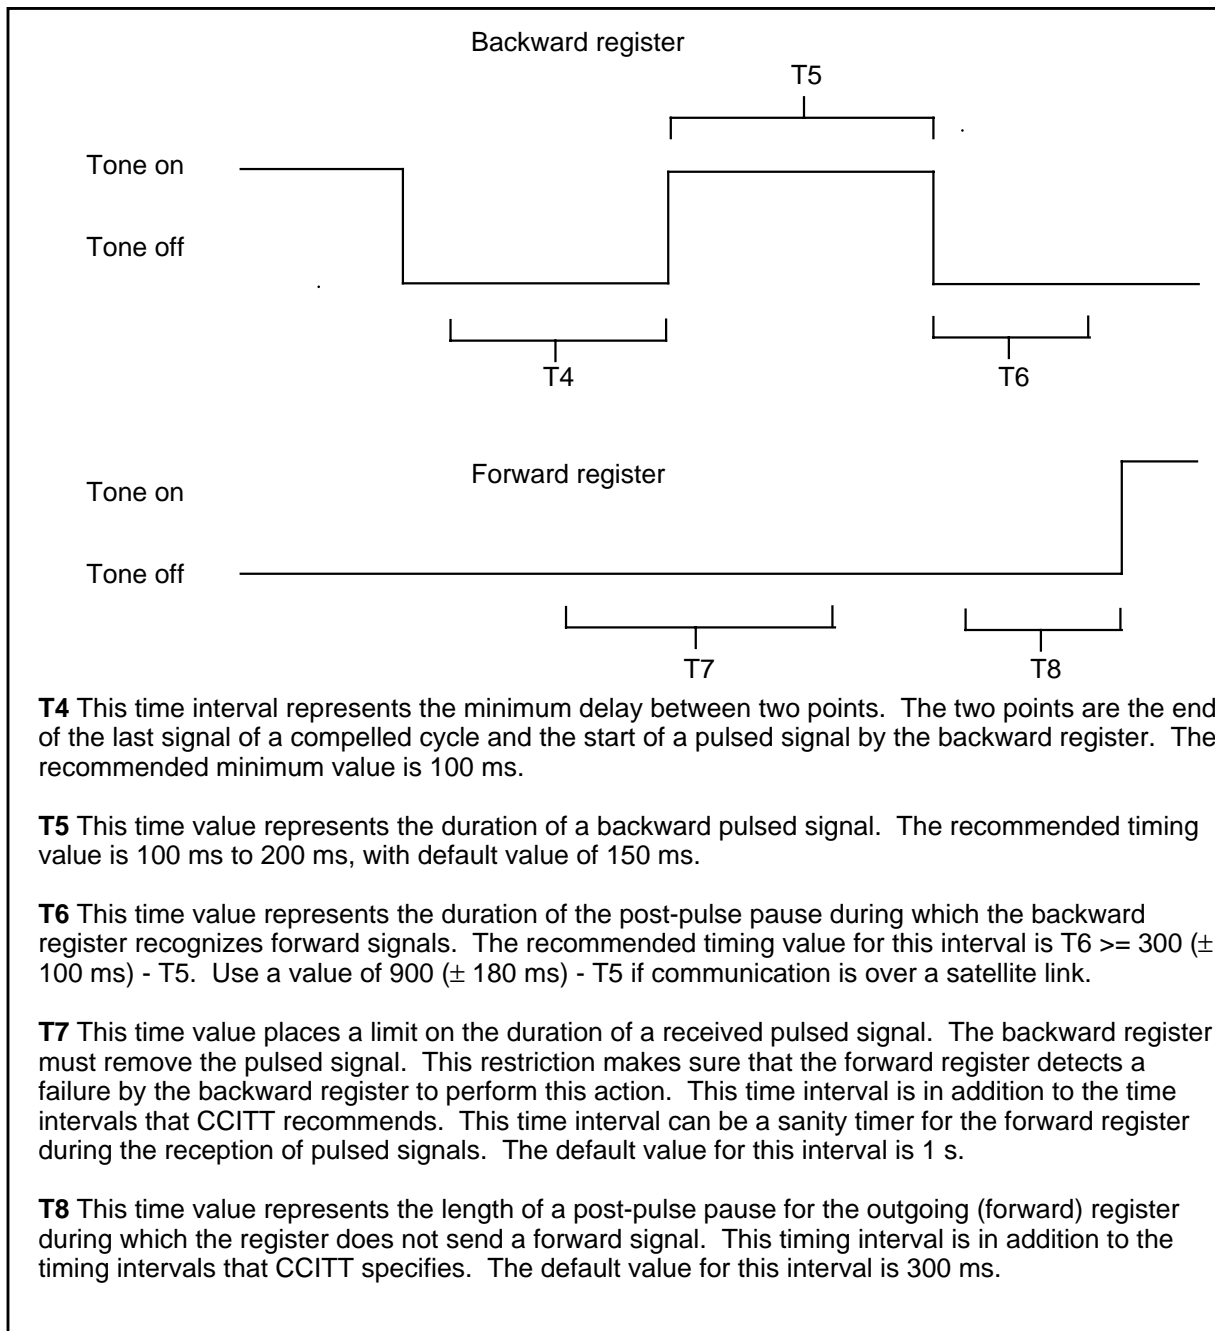 Backward register
T5
Tone on
Tone off
T4
T6
Forward register
Tone on
Tone off
T7
T8
T4 This time interval represents the minimum delay between two points.  The two points are the end
of the last signal of a compelled cycle and the start of a pulsed signal by the backward register.  The
recommended minimum value is 100 ms.
T5 This time value represents the duration of a backward pulsed signal.  The recommended timing
value is 100 ms to 200 ms, with default value of 150 ms.
T6 This time value represents the duration of the post-pulse pause during which the backward
register recognizes forward signals.  The recommended timing value for this interval is T6 >= 300 (±
100 ms) - T5.  Use a value of 900 (± 180 ms) - T5 if communication is over a satellite link.
T7 This time value places a limit on the duration of a received pulsed signal.  The backward register
must remove the pulsed signal.  This restriction makes sure that the forward register detects a
failure by the backward register to perform this action.  This time interval is in addition to the time
intervals that CCITT recommends.  This time interval can be a sanity timer for the forward register
during the reception of pulsed signals.  The default value for this interval is 1 s.
T8 This time value represents the length of a post-pulse pause for the outgoing (forward) register
during which the register does not send a forward signal.  This timing interval is in addition to the
timing intervals that CCITT specifies.  The default value for this interval is 300 ms.